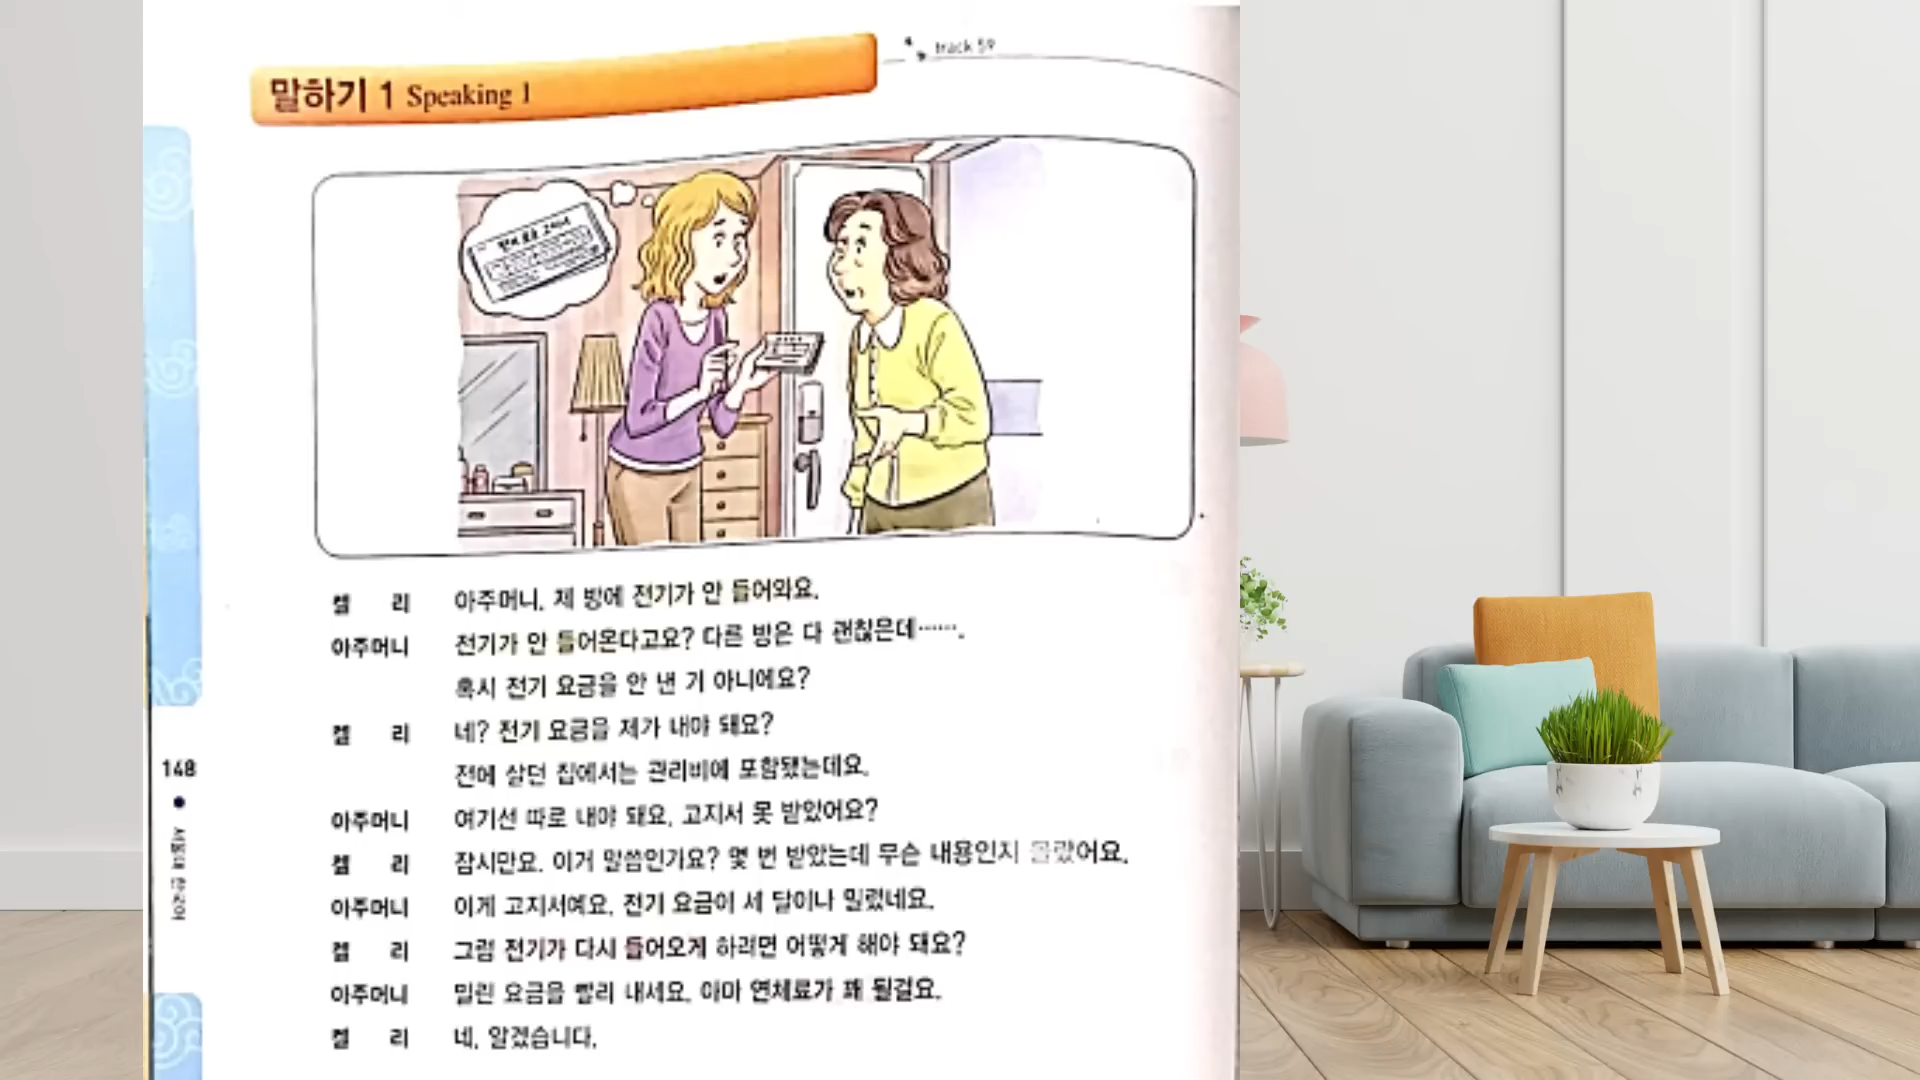 track 59
말하기 1 Speaking 1
켈 리 아주머니, 제 방에 전기가 안 들어와요.
아주머니 전기가 안 들어온다고요? 다른 방은 다 괜찮은데…….
혹시 전기 요금을 안 낸 거 아니에요?
켈 리 네? 전기 요금을 제가 내야 돼요?
전에 살던 집에서는 관리비에 포함됐는데요.
아주머니 여기선 따로 내야 돼요. 고지서 못 받았어요?
켈 리 잠시만요. 이거 말씀인가요? 몇 번 받았는데 무슨 내용인지 몰랐어요.
아주머니 이게 고지서예요. 전기 요금이 세 달이나 밀렸네요.
켈 리 그럼 전기가 다시 들어오게 하려면 어떻게 해야 돼요?
아주머니 밀린 요금을 빨리 내세요. 아마 연체료가 꽤 될걸요.
켈 리 네, 알겠습니다.
148
서울대 한국어